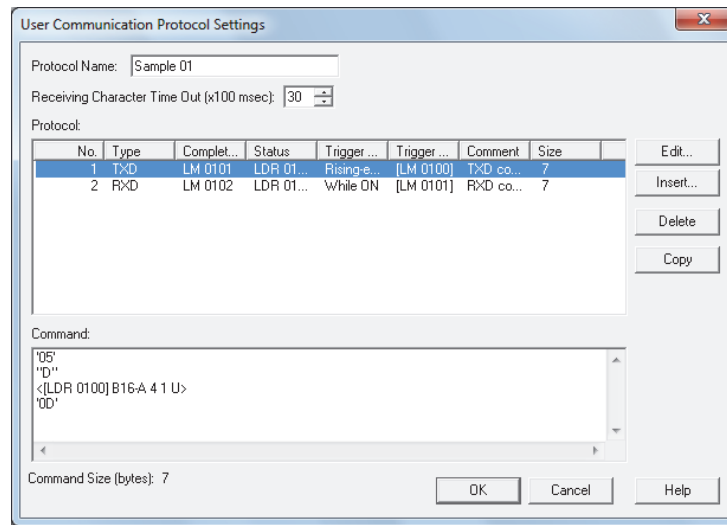 User Communication Protocol Settings
Protocol Name: Sample 01
Receiving Character Time Out (x100 msec): 30
Protocol:
No. Type Complet... Status Trigger ... Trigger ... Comment Size
1 TXD LM 0101 LDR 01... Rising-e... [LM 0100] TXD co... 7
2 RXD LM 0102 LDR 01... While ON [LM 0101] RXD co... 7
Edit...
Insert...
Delete
Copy
Command:
'05'
"D"
<[LDR 0100] B16-A 4 1 U>
'0D'
Command Size (bytes): 7
OK Cancel Help